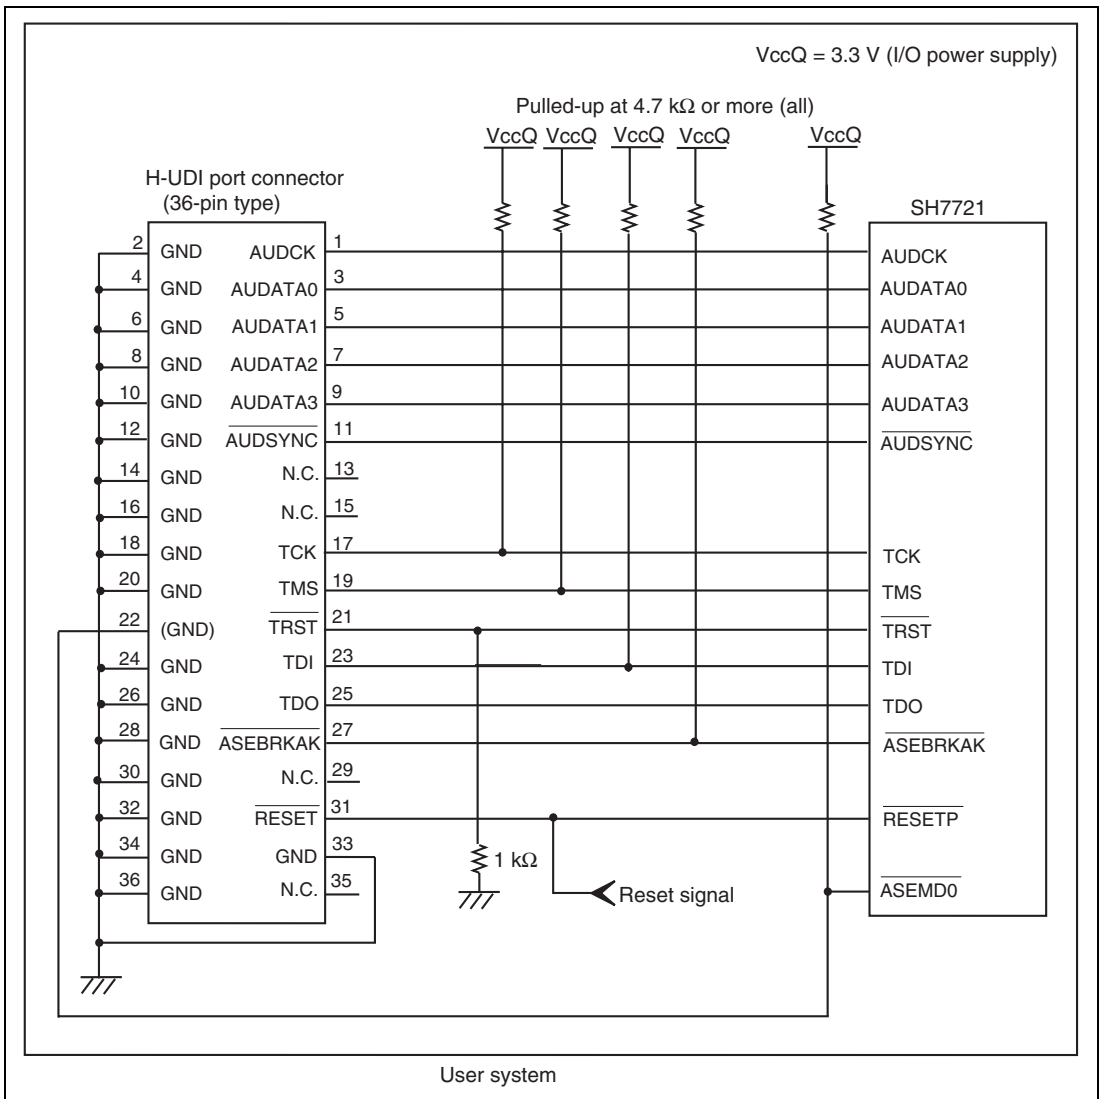 VccQ = 3.3 V (I/O power supply)
Pulled-up at 4.7 kΩ or more (all)
VccQ VccQ VccQ VccQ VccQ
H-UDI port connector
(36-pin type)
SH7721
2 GND AUDCK 1 AUDCK
4 GND AUDATA0 3 AUDATA0
6 GND AUDATA1 5 AUDATA1
8 GND AUDATA2 7 AUDATA2
10 GND AUDATA3 9 AUDATA3
12 GND AUDSYNC 11 AUDSYNC
14 GND N.C. 13
16 GND N.C. 15
18 GND TCK 17 TCK
20 GND TMS 19 TMS
22 (GND) TRST 21 TRST
24 GND TDI 23 TDI
26 GND TDO 25 TDO
28 GND ASEBRKAK 27 ASEBRKAK
30 GND N.C. 29
32 GND RESET 31 RESETP
34 GND GND 33 1 kΩ
36 GND N.C. 35 Reset signal ASEMD0
User system